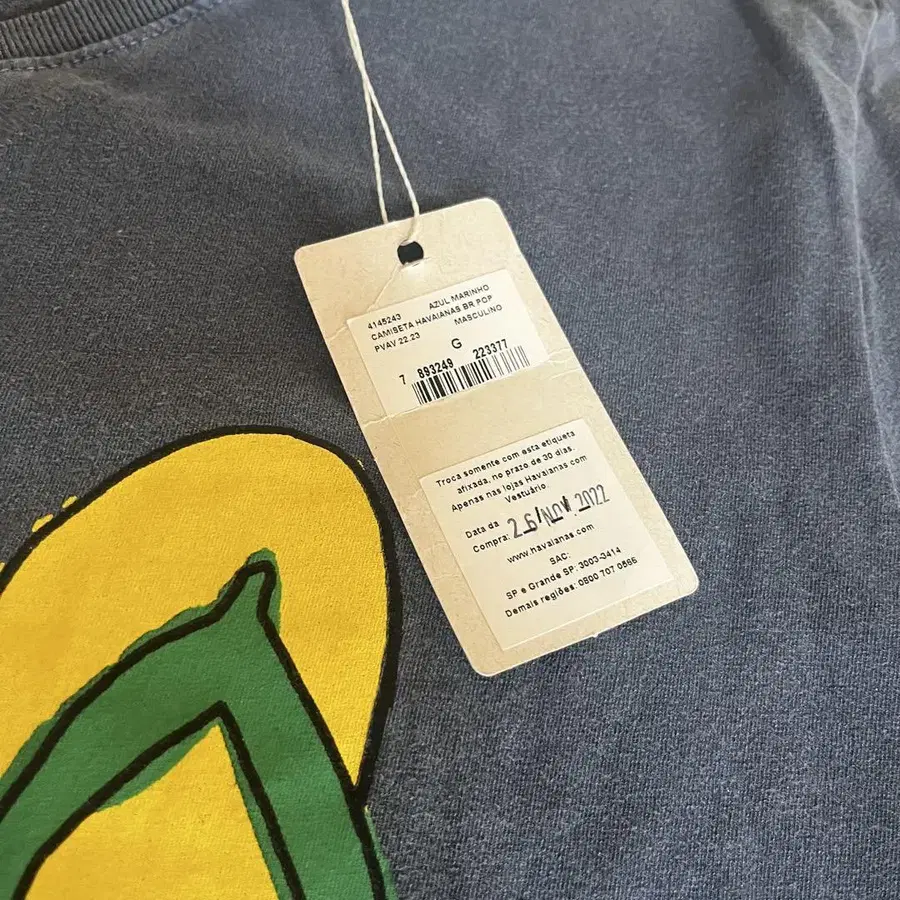 4145243 AZUL MARINHO
CAMISETA HAVAIANAS BR POP
PVAV 22.23 MASCULINO
G
7 893249 223377
Troca somente com esta etiqueta
afixada, no prazo de 30 dias.
Apenas nas lojas Havaianas com
Vestuário.
Data da
Compra: 26/NOV.2022
www.havaianas.com
SAC:
SP e Grande SP: 3003-3414
Demais regiões: 0800 707 0566